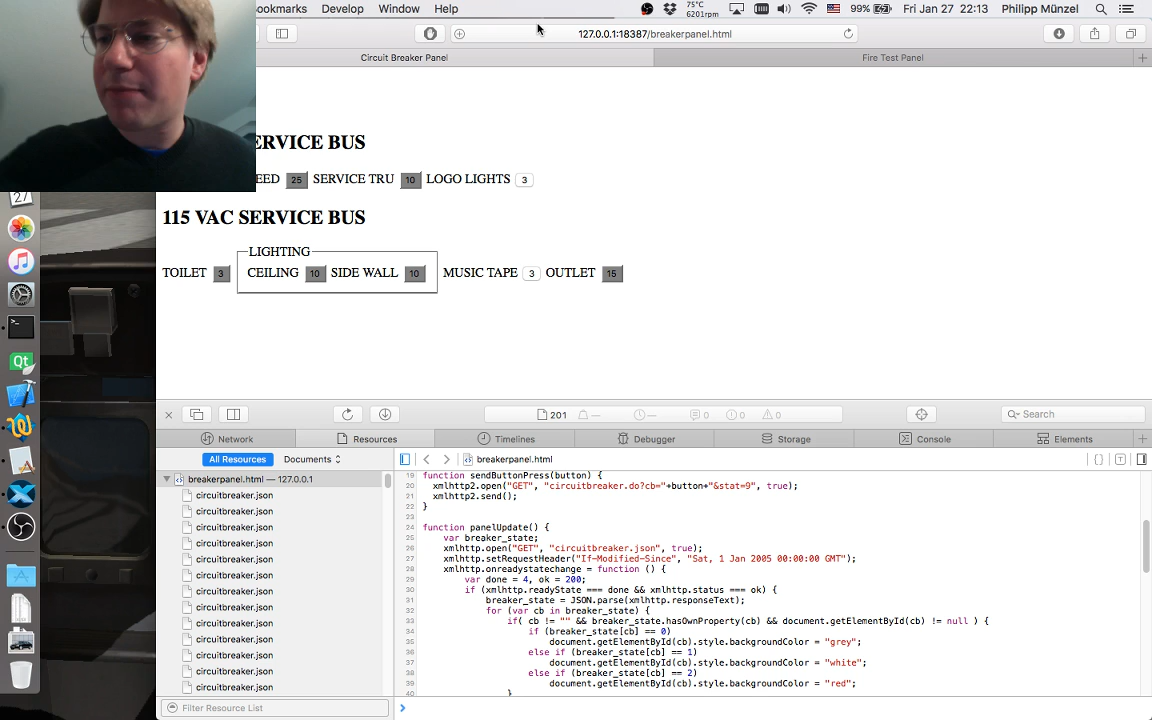 ookmarks Develop Window Help 75°C 6201rpm 99% Fri Jan 27 22:13 Philipp Münzel
127.0.0.1:18387/breakerpanel.html
Circuit Breaker Panel Fire Test Panel
ERVICE BUS
EED 25 SERVICE TRU 10 LOGO LIGHTS 3
115 VAC SERVICE BUS
LIGHTING
TOILET 3 CEILING 10 SIDE WALL 10 MUSIC TAPE 3 OUTLET 15
201 — — 0 0 0 Search
Network Resources Timelines Debugger Storage Console Elements
All Resources Documents breakerpanel.html
breakerpanel.html — 127.0.0.1
circuitbreaker.json
circuitbreaker.json
circuitbreaker.json
circuitbreaker.json
circuitbreaker.json
circuitbreaker.json
circuitbreaker.json
circuitbreaker.json
circuitbreaker.json
circuitbreaker.json
circuitbreaker.json
circuitbreaker.json
circuitbreaker.json
Filter Resource List
19 function sendButtonPress(button) {
20 xmlhttp2.open("GET", "circuitbreaker.do?cb="+button+"&stat=9", true);
21 xmlhttp2.send();
22 }
23
24 function panelUpdate() {
25 var breaker_state;
26 xmlhttp.open("GET", "circuitbreaker.json", true);
27 xmlhttp.setRequestHeader("If-Modified-Since", "Sat, 1 Jan 2005 00:00:00 GMT");
28 xmlhttp.onreadystatechange = function () {
29 var done = 4, ok = 200;
30 if (xmlhttp.readyState === done && xmlhttp.status === ok) {
31 breaker_state = JSON.parse(xmlhttp.responseText);
32 for (var cb in breaker_state) {
33 if( cb != "" && breaker_state.hasOwnProperty(cb) && document.getElementById(cb) != null ) {
34 if (breaker_state[cb] == 0)
35 document.getElementById(cb).style.backgroundColor = "grey";
36 else if (breaker_state[cb] == 1)
37 document.getElementById(cb).style.backgroundColor = "white";
38 else if (breaker_state[cb] == 2)
39 document.getElementById(cb).style.backgroundColor = "red";
40 }
27
Qt